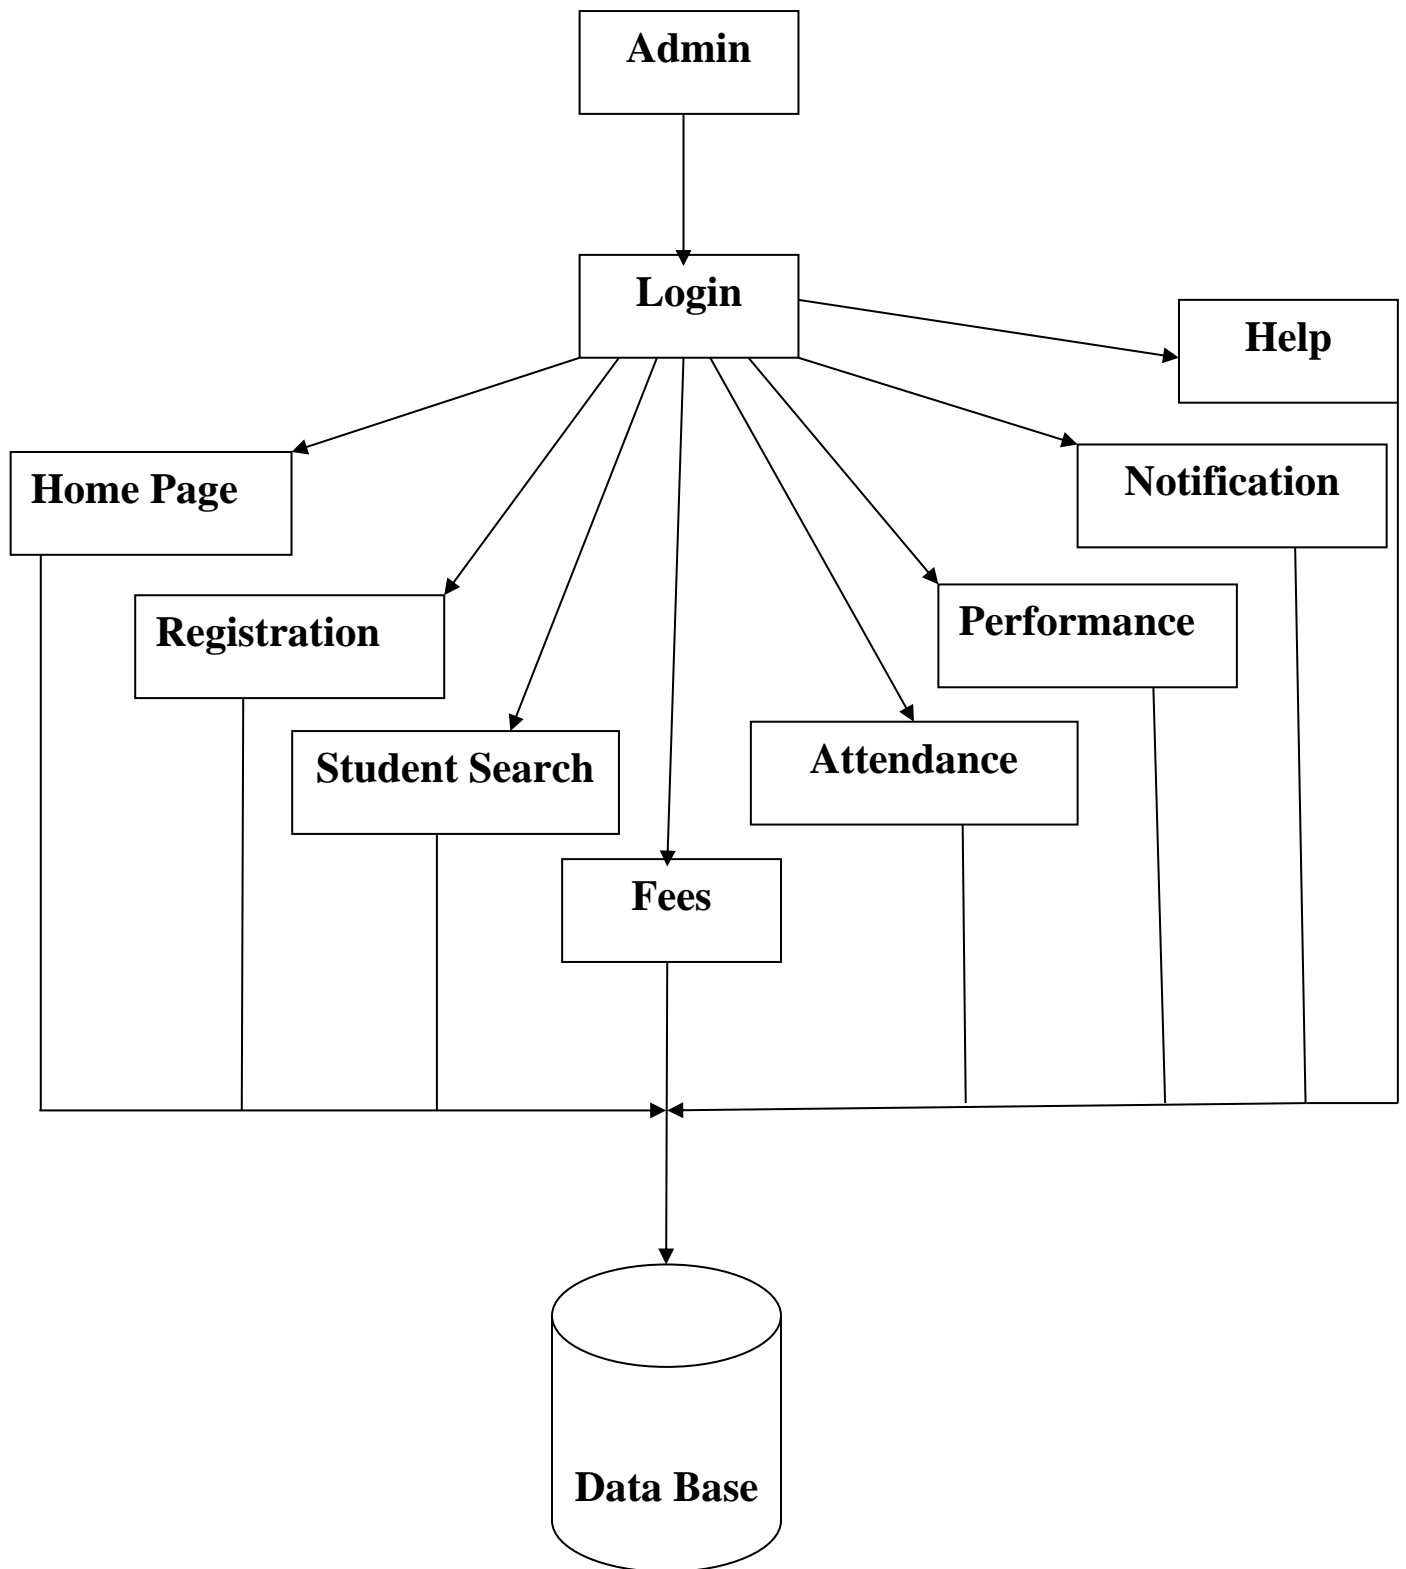 Admin
Login
Help
Home Page
Notification
Registration
Performance
Student Search
Attendance
Fees
Data Base